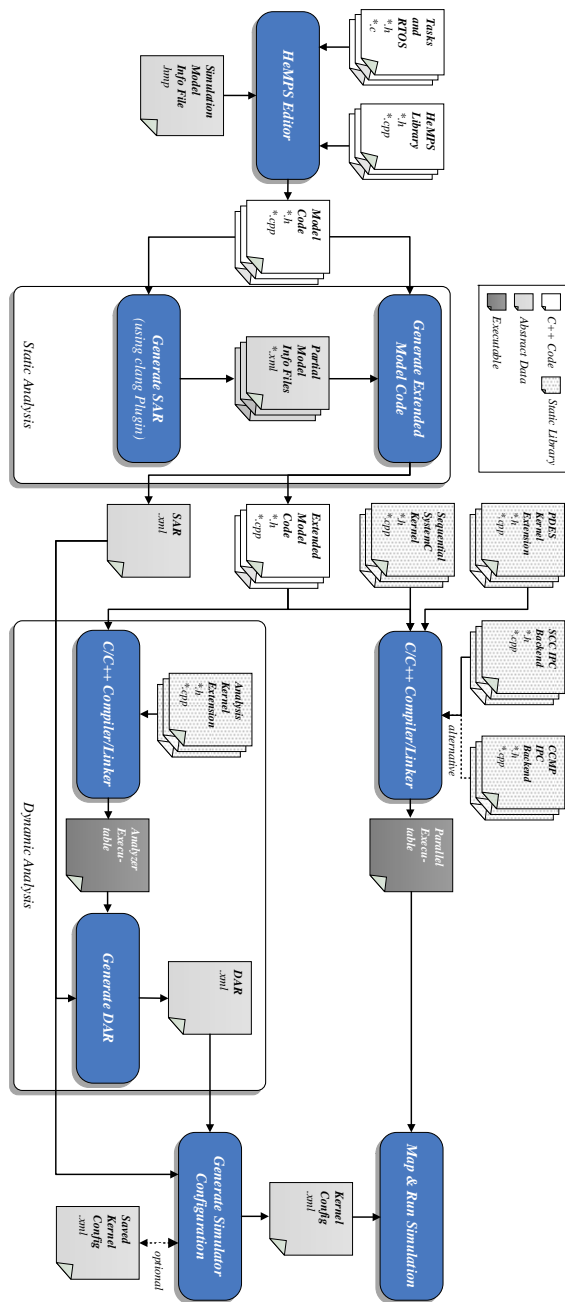 C++ Code
Static Library
Abstract Data
Executable
Tasks
and
RTOS
*.h
*.c
HeMPS
Library
*.h
*.cpp
Simulation
Model
Info File
.hmp
HeMPS Editor
Model
Code
*.h
*.cpp
Generate Extended
Model Code
Partial
Model
Info Files
*.xml
Generate SAR
(using clang Plugin)
Static Analysis
PDES
Kernel
Extension
*.h
*.cpp
Sequential
SystemC
Kernel
*.h
*.cpp
Extended
Model
Code
*.h
*.cpp
SAR
.xml
SCC IPC
Backend
*.h
*.cpp
CCMP
IPC
Backend
*.h
*.cpp
alternative
C/C++ Compiler/Linker
Parallel
Execu-
table
Analysis
Kernel
Extension
*.h
*.cpp
C/C++ Compiler/Linker
Analyzer
Execu-
table
Generate DAR
DAR
.xml
Dynamic Analysis
Map & Run Simulation
Kernel
Config
.xml
Generate Simulator
Configuration
optional
Saved
Kernel
Config
.xml